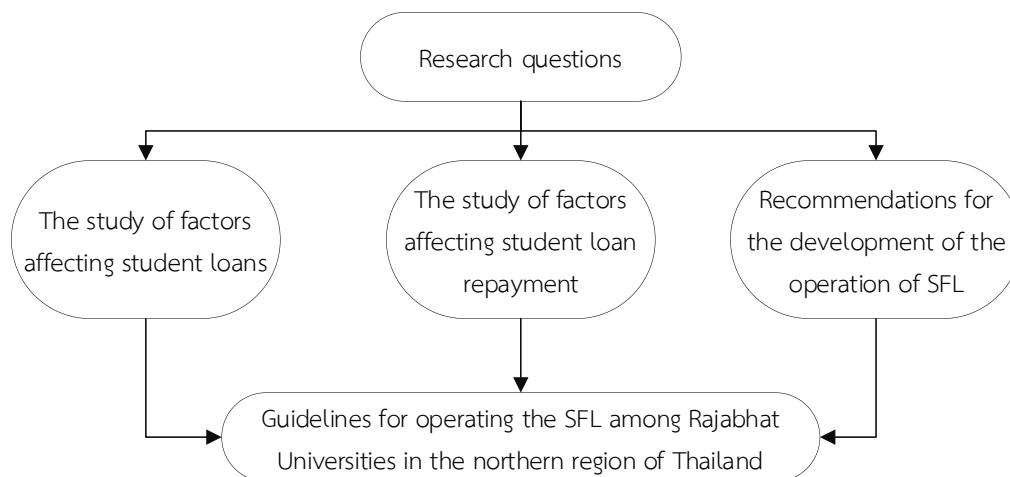 Research questions
The study of factors
affecting student loans
The study of factors
affecting student loan
repayment
Recommendations for
the development of the
operation of SFL
Guidelines for operating the SFL among Rajabhat
Universities in the northern region of Thailand